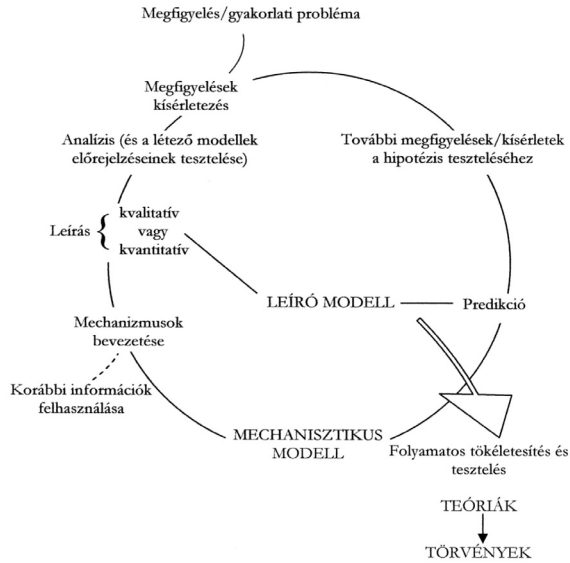 Megfigyelés/gyakorlati probléma
Megfigyelések
kísérletezés
Analízis (és a létező modellek
előrejelzéseinek tesztelése)
További megfigyelések/kísérletek
a hipotézis teszteléséhez
Leírás { kvalitatív
vagy
kvantitatív
LEÍRÓ MODELL
Predikció
Mechanizmusok
bevezetése
Korábbi információk
felhasználása
MECHANISZTIKUS
MODELL
Folyamatos tökéletesítés és
tesztelés
TEÓRIÁK
TÖRVÉNYEK